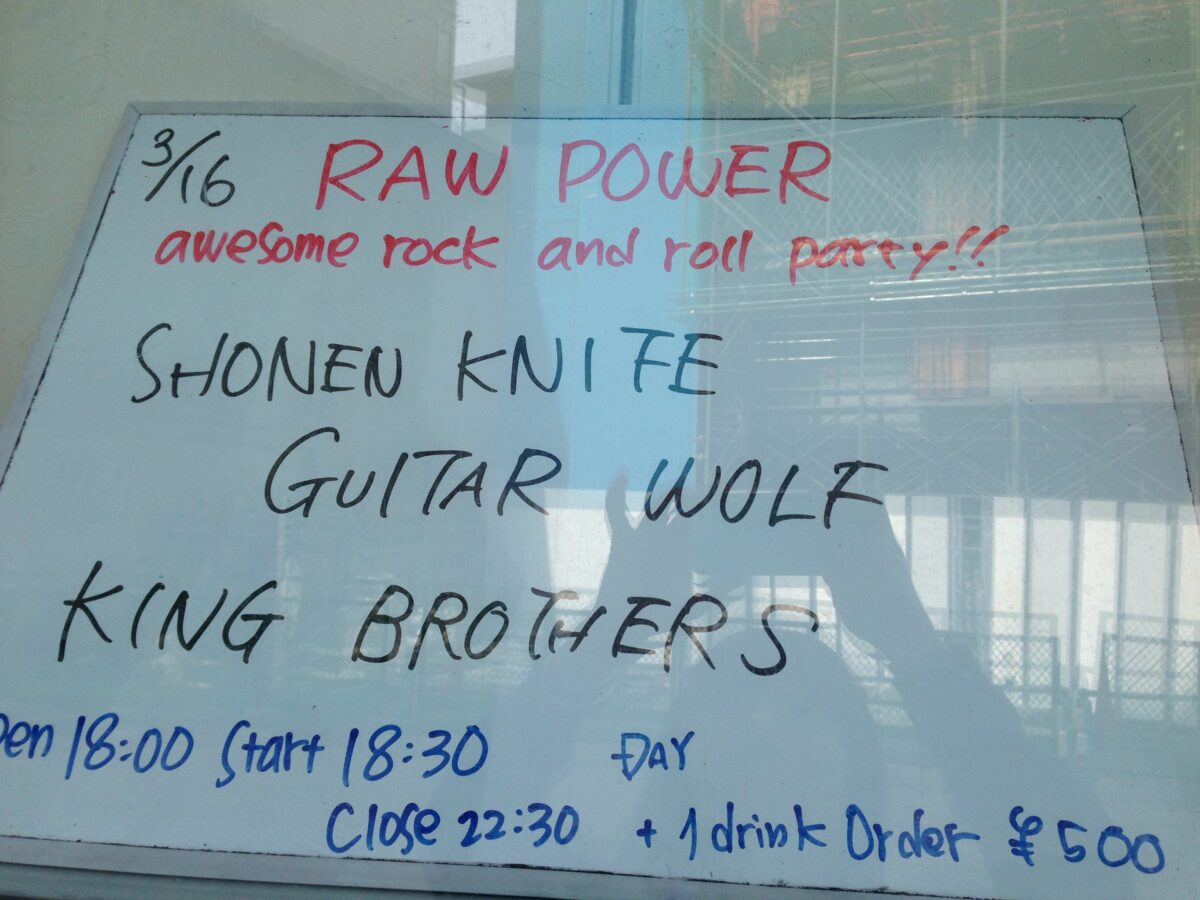 3/16 RAW POWER
awesome rock and roll party!!
SHONEN KNIFE
GUITAR WOLF
KING BROTHERS
pen 18:00 Start 18:30 DAY
Close 22:30 + 1 drink Order ¥500